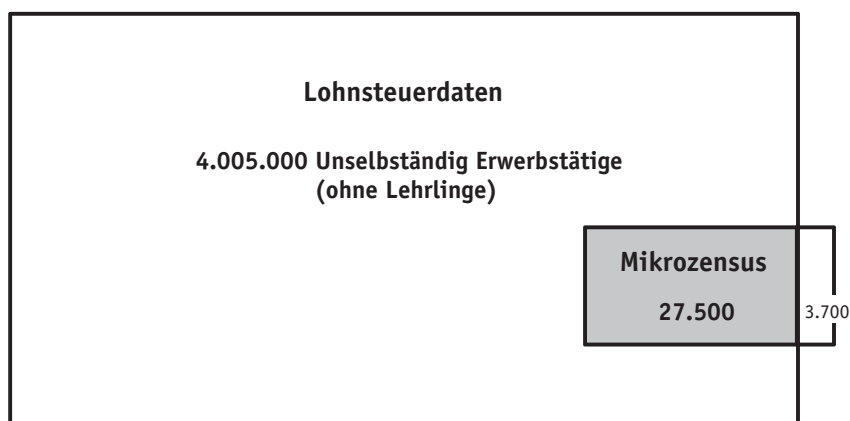 Lohnsteuerdaten
4.005.000 Unselbständig Erwerbstätige
(ohne Lehrlinge)
Mikrozensus
27.500
3.700